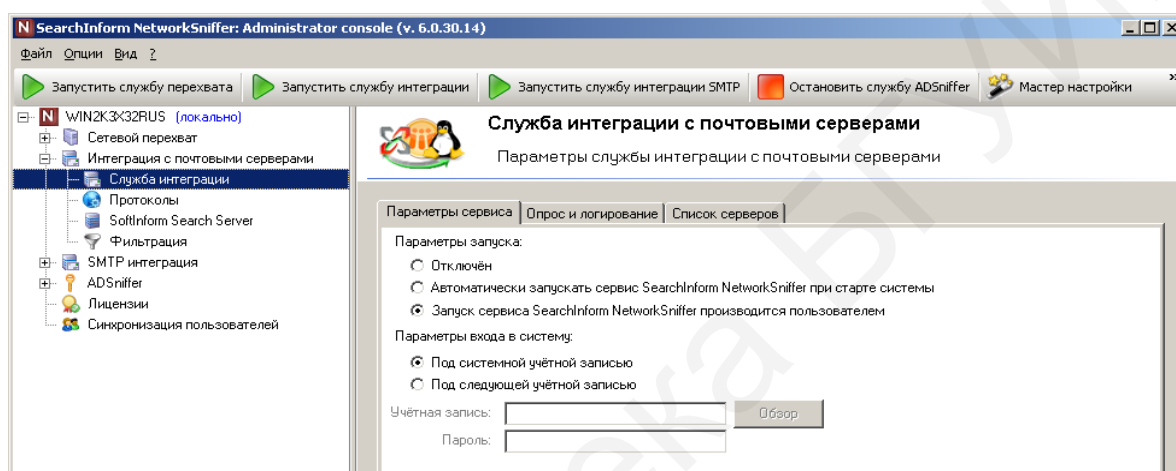 SearchInform NetworkSniffer: Administrator console (v. 6.0.30.14)
Файл Опции Вид ?
Запустить службу перехвата Запустить службу интеграции Запустить службу интеграции SMTP Остановить службу ADSniffer Мастер настройки
WIN2K3X32RUS (локально)
Сетевой перехват
Интеграция с почтовыми серверами
Служба интеграции
Протоколы
SoftInform Search Server
Фильтрация
SMTP интеграция
ADSniffer
Лицензии
Синхронизация пользователей
Служба интеграции с почтовыми серверами
Параметры службы интеграции с почтовыми серверами
Параметры сервиса Опрос и логирование Список серверов
Параметры запуска:
Отключён
Автоматически запускать сервис SearchInform NetworkSniffer при старте системы
Запуск сервиса SearchInform NetworkSniffer производится пользователем
Параметры входа в систему:
Под системной учётной записью
Под следующей учётной записью
Учётная запись: Обзор
Пароль: